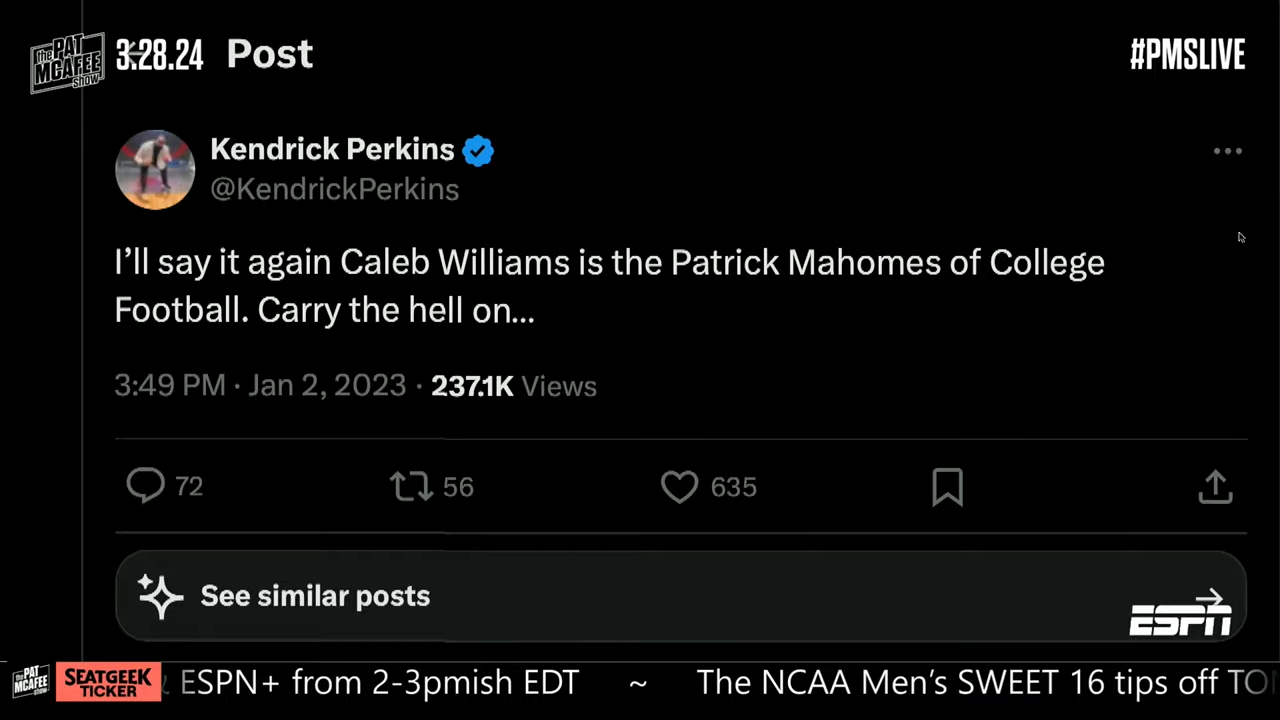 the PAT MCAFEE show
3.28.24
Post
#PMSLIVE
Kendrick Perkins
@KendrickPerkins
I'll say it again Caleb Williams is the Patrick Mahomes of College
Football. Carry the hell on...
3:49 PM · Jan 2, 2023 · 237.1K Views
72
56
635
See similar posts
ESPN
the PAT MCAFEE show
SEATGEEK
TICKER
ESPN+ from 2-3pmish EDT ~ The NCAA Men's SWEET 16 tips off